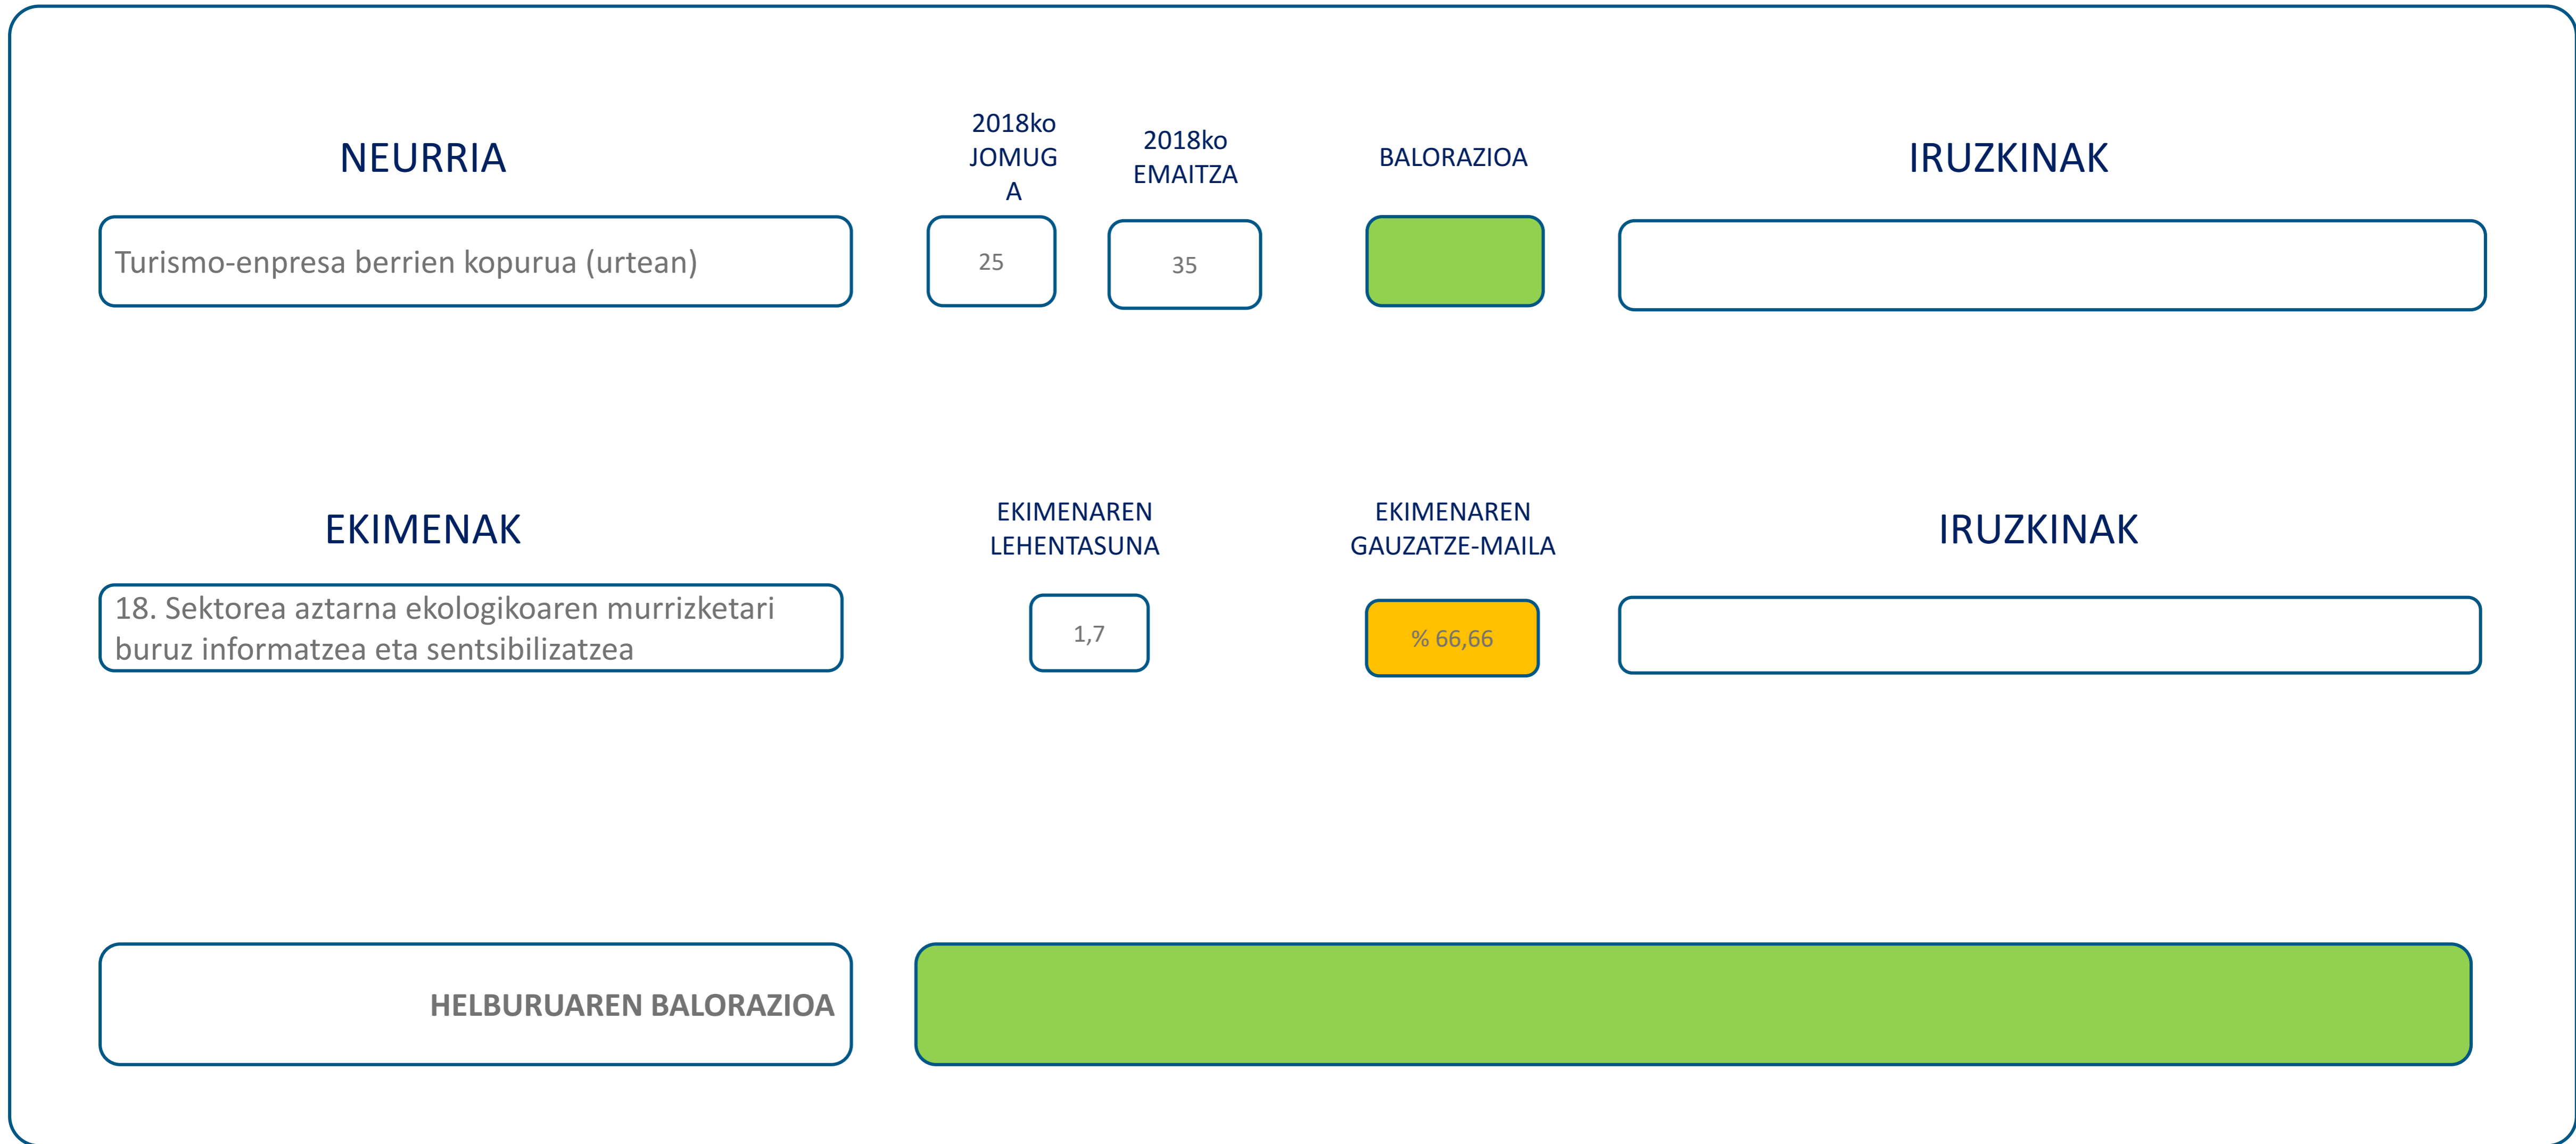 NEURRIA
2018ko
JOMUG
A
2018ko
EMAITZA
BALORAZIOA
IRUZKINAK
Turismo-enpresa berrien kopurua (urtean)
25
35
EKIMENAK
EKIMENAREN
LEHENTASUNA
EKIMENAREN
GAUZATZE-MAILA
IRUZKINAK
18. Sektorea aztarna ekologikoaren murrizketari
buruz informatzea eta sentsibilizatzea
1,7
% 66,66
HELBURUAREN BALORAZIOA